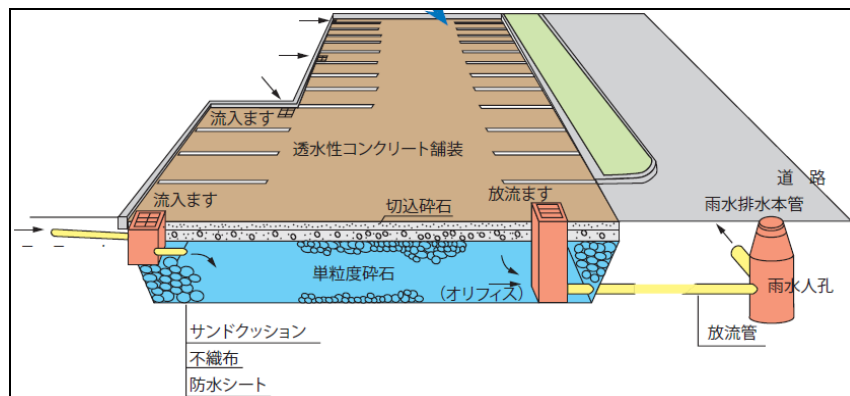 流入ます
透水性コンクリート舗装
流入ます
放流ます
道　路
切込砕石
雨水排水本管
単粒度砕石
(オリフィス)
雨水人孔
サンドクッション
放流管
不織布
防水シート